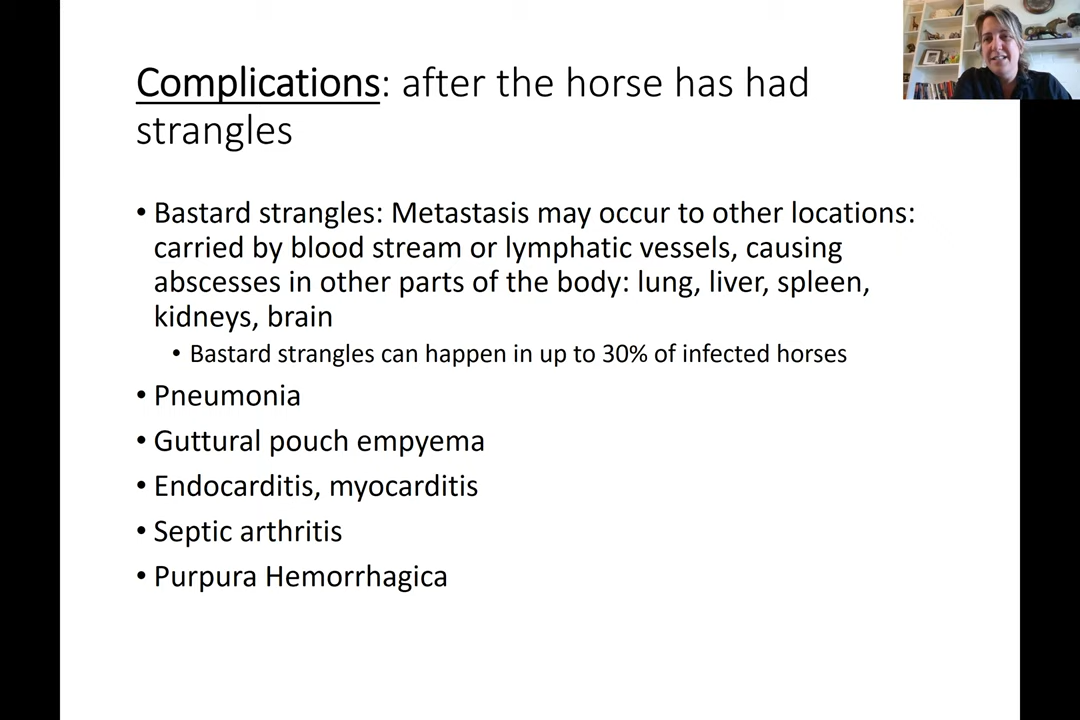 Complications: after the horse has had
strangles
• Bastard strangles: Metastasis may occur to other locations:
carried by blood stream or lymphatic vessels, causing
abscesses in other parts of the body: lung, liver, spleen,
kidneys, brain
• Bastard strangles can happen in up to 30% of infected horses
• Pneumonia
• Guttural pouch empyema
• Endocarditis, myocarditis
• Septic arthritis
• Purpura Hemorrhagica